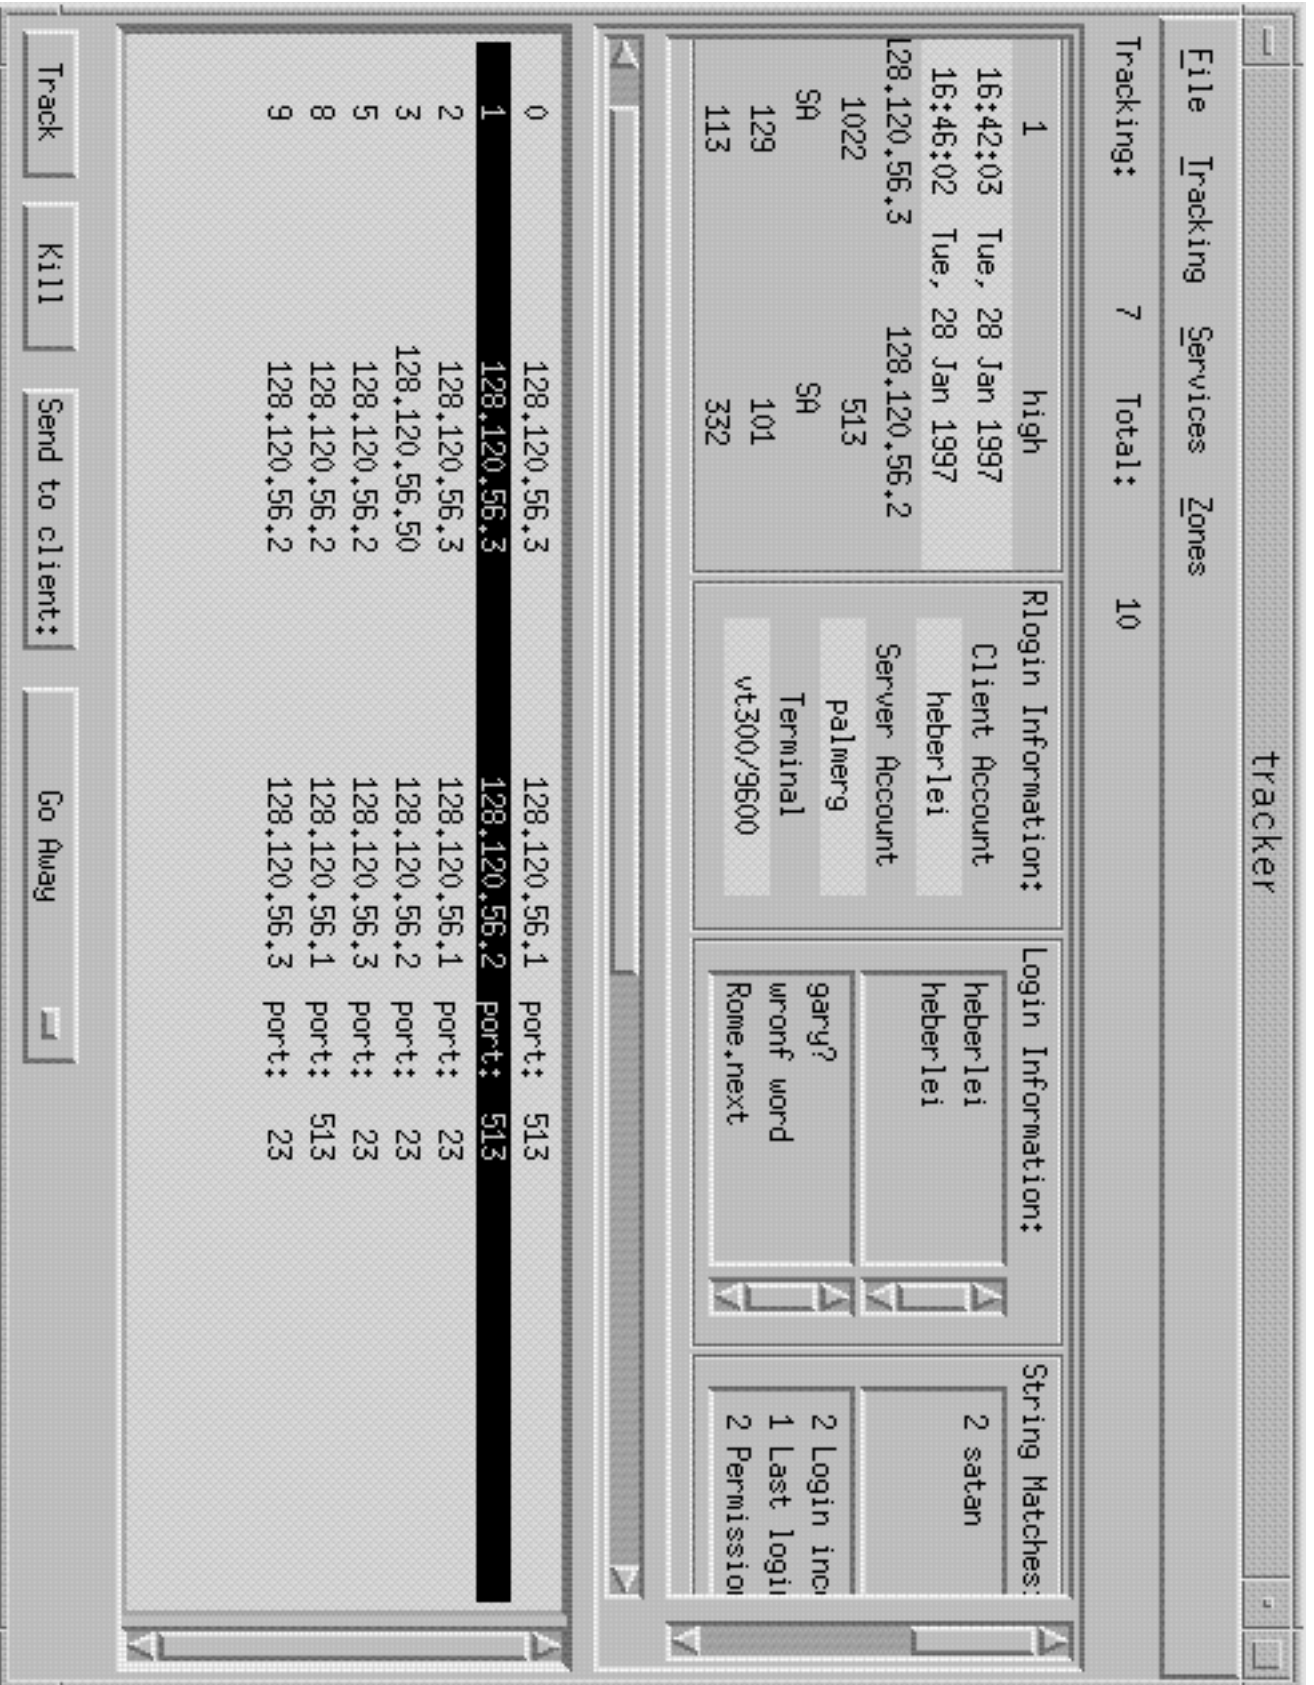 tracker
File Tracking Services Zones
Tracking: 7 Total: 10
1 high
16:42:03 Tue, 28 Jan 1997
16:46:02 Tue, 28 Jan 1997
128.120.56.3 128.120.56.2
1022 513
SA SA
129 101
113 332
Rlogin Information:
Client Account
heberlei
Server Account
palmerg
Terminal
vt300/9600
Login Information:
heberlei
heberlei
gary?
wronf word
Rome.next
String Matches:
2 satan
2 Login inc
1 Last logi
2 Permission
0 128.120.56.3 128.120.56.1 port: 513
1 128.120.56.3 128.120.56.2 port: 513
2 128.120.56.3 128.120.56.1 port: 23
3 128.120.56.50 128.120.56.2 port: 23
5 128.120.56.2 128.120.56.3 port: 23
8 128.120.56.2 128.120.56.1 port: 513
9 128.120.56.2 128.120.56.3 port: 23
Track Kill Send to client: Go Away